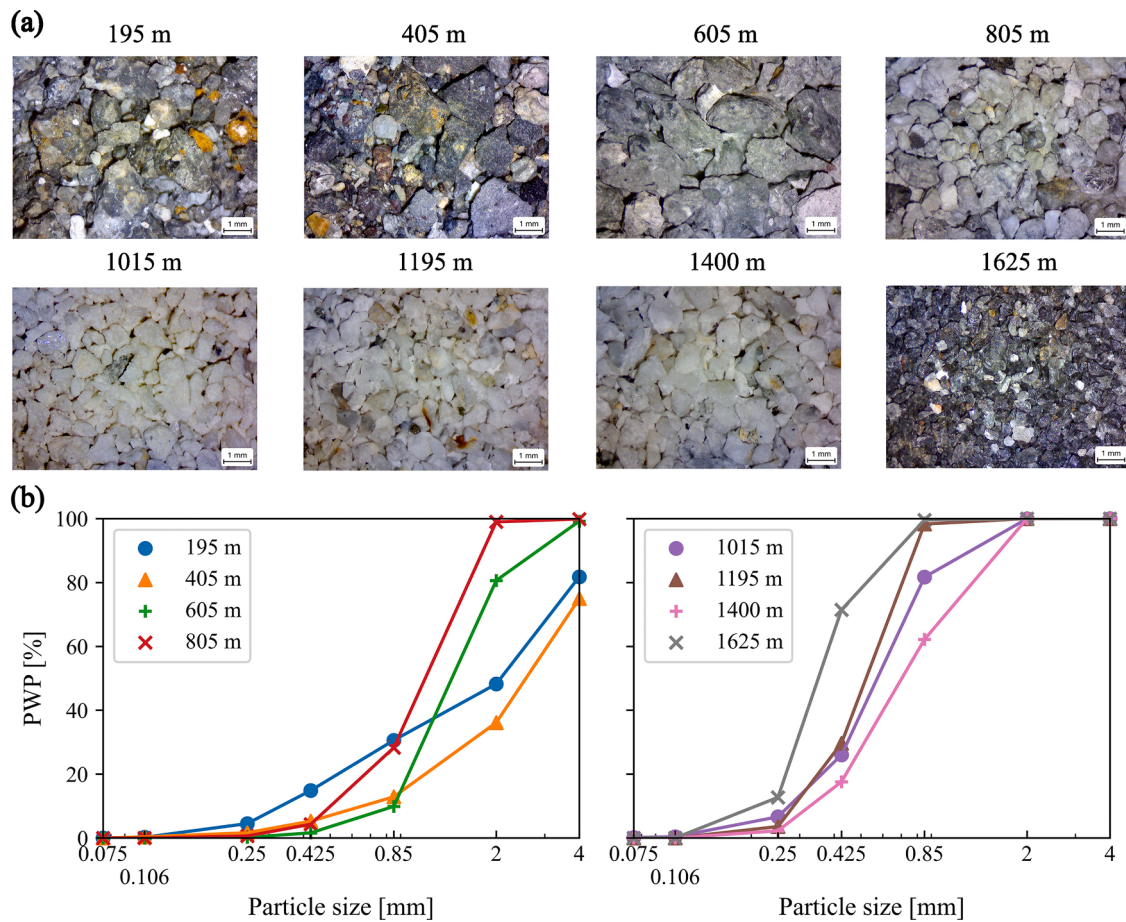 (a)
195 m 405 m 605 m 805 m
1 mm 1 mm 1 mm 1 mm
1015 m 1195 m 1400 m 1625 m
1 mm 1 mm 1 mm 1 mm
(b)
PWP [%]
100
80
60
40
20
0
195 m
405 m
605 m
805 m
0.075 0.106 0.25 0.425 0.85 2 4
Particle size [mm]
1015 m
1195 m
1400 m
1625 m
0.075 0.106 0.25 0.425 0.85 2 4
Particle size [mm]